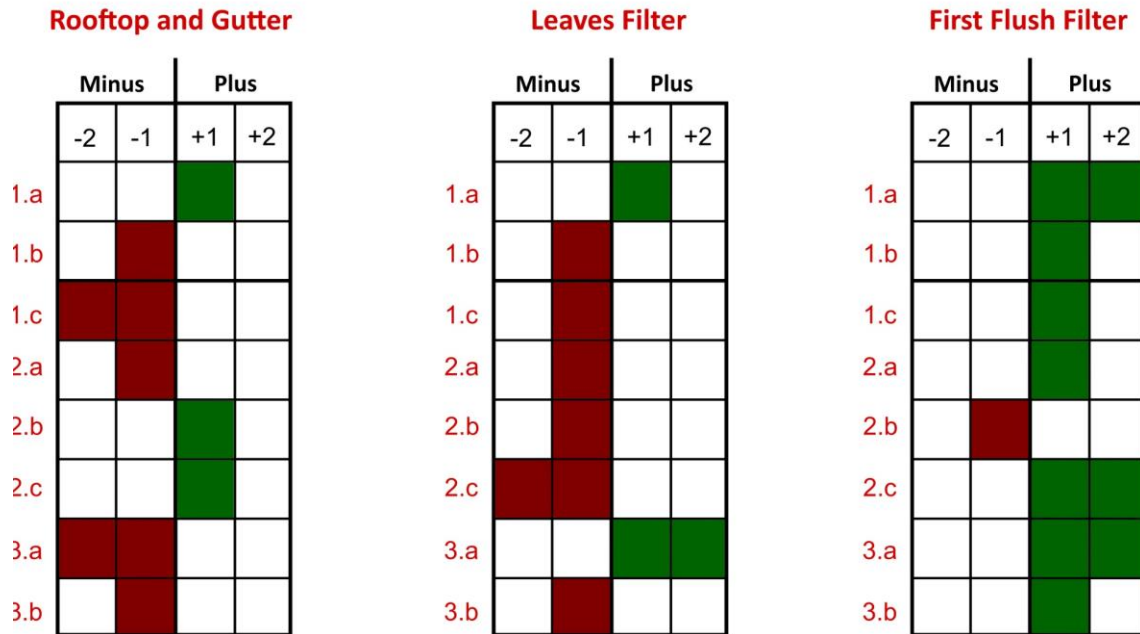 Rooftop and Gutter
Minus Plus
-2 -1 +1 +2
1.a
1.b
1.c
2.a
2.b
2.c
3.a
3.b
Leaves Filter
Minus Plus
-2 -1 +1 +2
1.a
1.b
1.c
2.a
2.b
2.c
3.a
3.b
First Flush Filter
Minus Plus
-2 -1 +1 +2
1.a
1.b
1.c
2.a
2.b
2.c
3.a
3.b